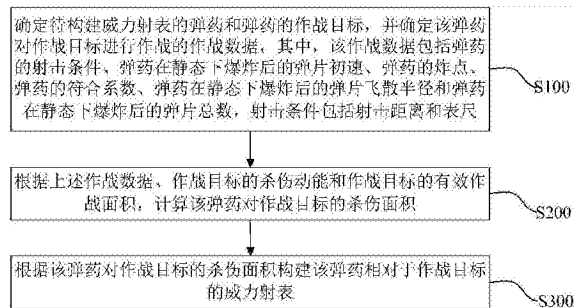 确定待构建威力射表的弹药和弹药的作战目标，并确定该弹药
对作战目标进行作战的作战数据，其中，该作战数据包括弹药
的射击条件、弹药在静态下爆炸后的弹片初速、弹药的炸点、
弹药的符合系数、弹药在静态下爆炸后的弹片飞散半径和弹药
在静态下爆炸后的弹片总数，射击条件包括射击距离和表尺
S100
根据上述作战数据、作战目标的杀伤动能和作战目标的有效作
战面积，计算该弹药对作战目标的杀伤面积
S200
根据该弹药对作战目标的杀伤面积构建该弹药相对于作战目标
的威力射表
S300